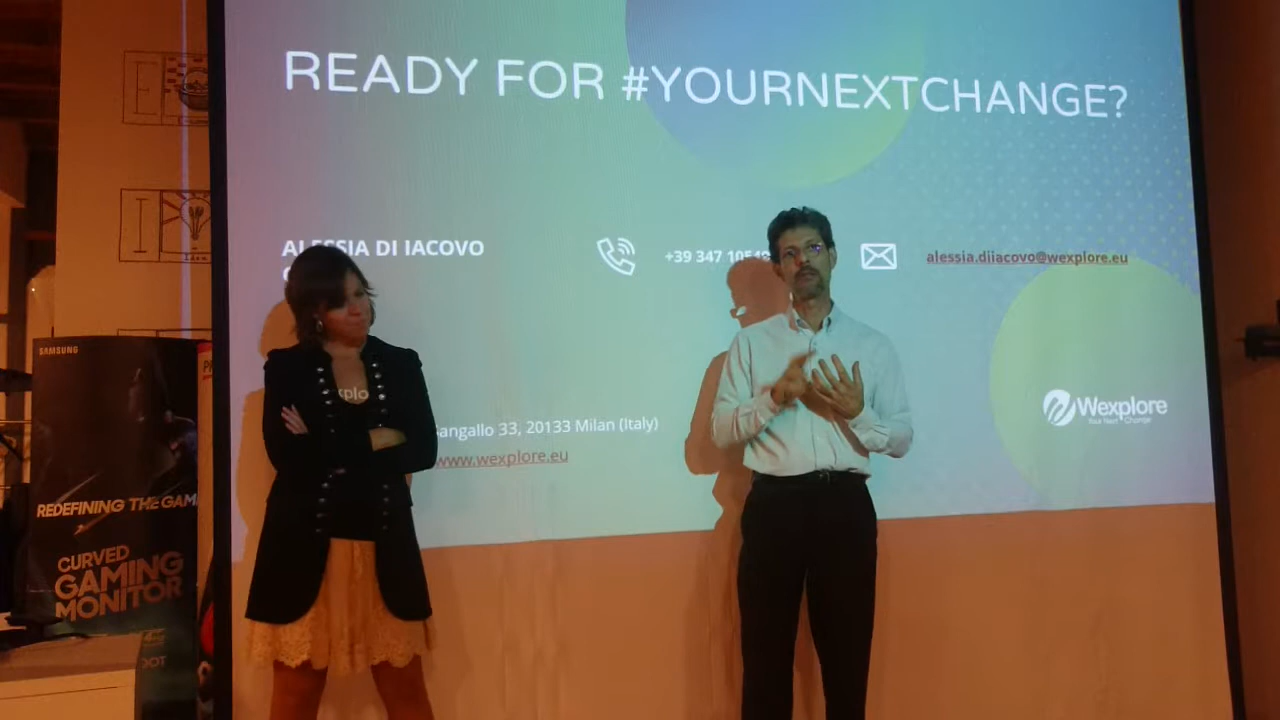 READY FOR #YOURNEXTCHANGE?
ALESSIA DI IACOVO
+39 347
alessia.diiacovo@wexplore.eu
Wexplore
Your Next Change
Sangallo 33, 20133 Milan (Italy)
www.wexplore.eu
SAMSUNG
REDEFINING THE GAM
CURVED
GAMING
MONITOR